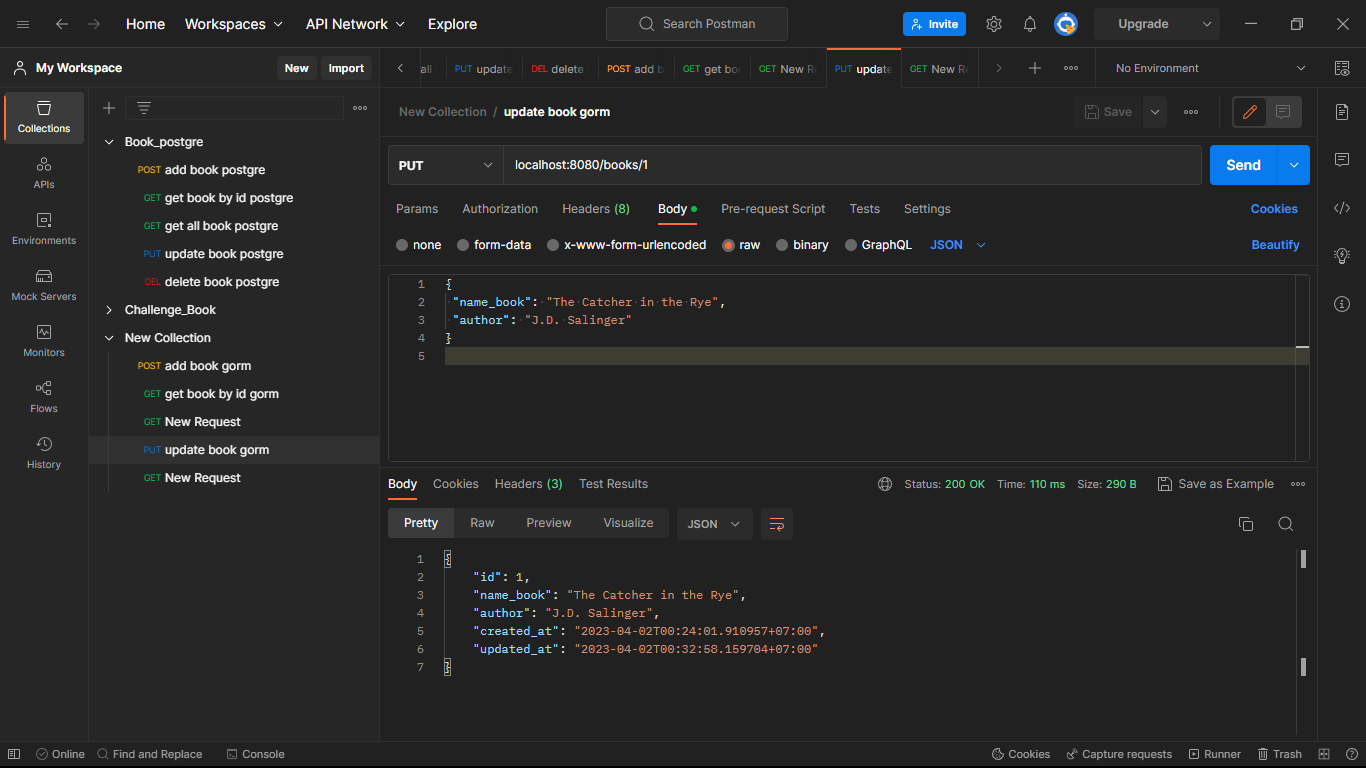 Home Workspaces API Network Explore Search Postman Invite Upgrade
My Workspace New Import
all PUT update DEL delete POST add b GET get bo GET New R PUT update GET New R No Environment
Collections
APIs
Environments
Mock Servers
Monitors
Flows
History
Book_postgre
POST add book postgre
GET get book by id postgre
GET get all book postgre
PUT update book postgre
DEL delete book postgre
Challenge_Book
New Collection
POST add book gorm
GET get book by id gorm
GET New Request
PUT update book gorm
GET New Request
New Collection / update book gorm Save
PUT localhost:8080/books/1 Send
Params Authorization Headers (8) Body Pre-request Script Tests Settings Cookies
none form-data x-www-form-urlencoded raw binary GraphQL JSON Beautify
1 {
2 "name_book": "The Catcher in the Rye",
3 "author": "J.D. Salinger"
4 }
5
Body Cookies Headers (3) Test Results Status: 200 OK Time: 110 ms Size: 290 B Save as Example
Pretty Raw Preview Visualize JSON
1 {
2 "id": 1,
3 "name_book": "The Catcher in the Rye",
4 "author": "J.D. Salinger",
5 "created_at": "2023-04-02T00:24:01.910957+07:00",
6 "updated_at": "2023-04-02T00:32:58.159704+07:00"
7 }
Online Find and Replace Console Cookies Capture requests Runner Trash